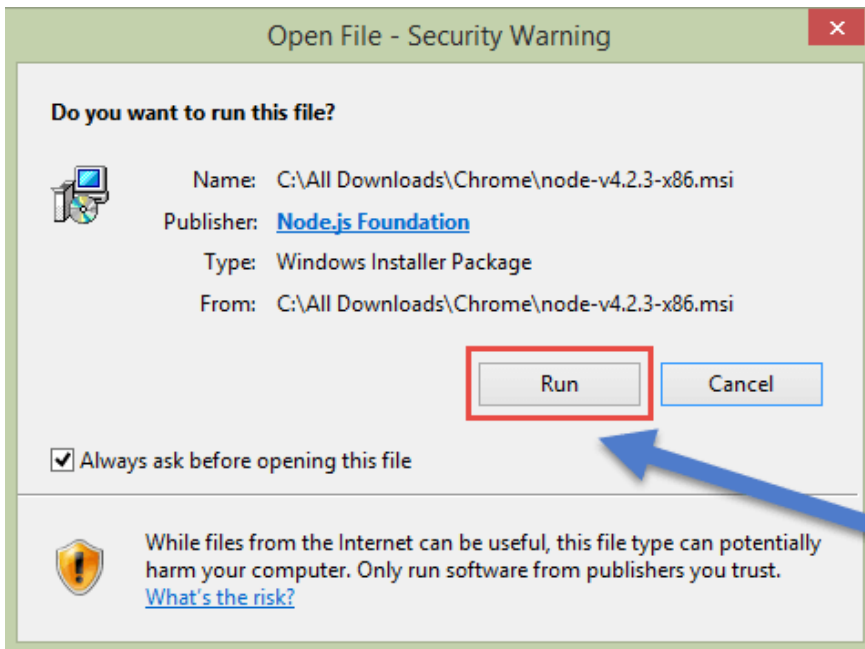 Open File - Security Warning
Do you want to run this file?
Name: C:\All Downloads\Chrome\node-v4.2.3-x86.msi
Publisher: Node.js Foundation
Type: Windows Installer Package
From: C:\All Downloads\Chrome\node-v4.2.3-x86.msi
Run Cancel
Always ask before opening this file
While files from the Internet can be useful, this file type can potentially
harm your computer. Only run software from publishers you trust.
What's the risk?